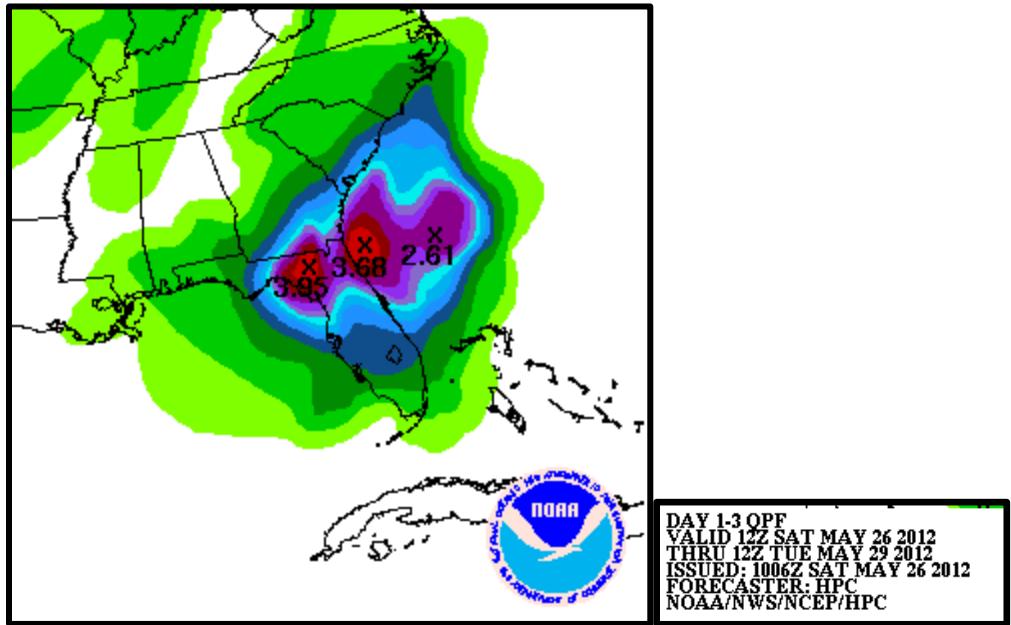 2.61
3.68
3.95
NOAA
DAY 1-3 QPF
VALID 12Z SAT MAY 26 2012
THRU 12Z TUE MAY 29 2012
ISSUED: 1006Z SAT MAY 26 2012
FORECASTER: HPC
NOAA/NWS/NCEP/HPC